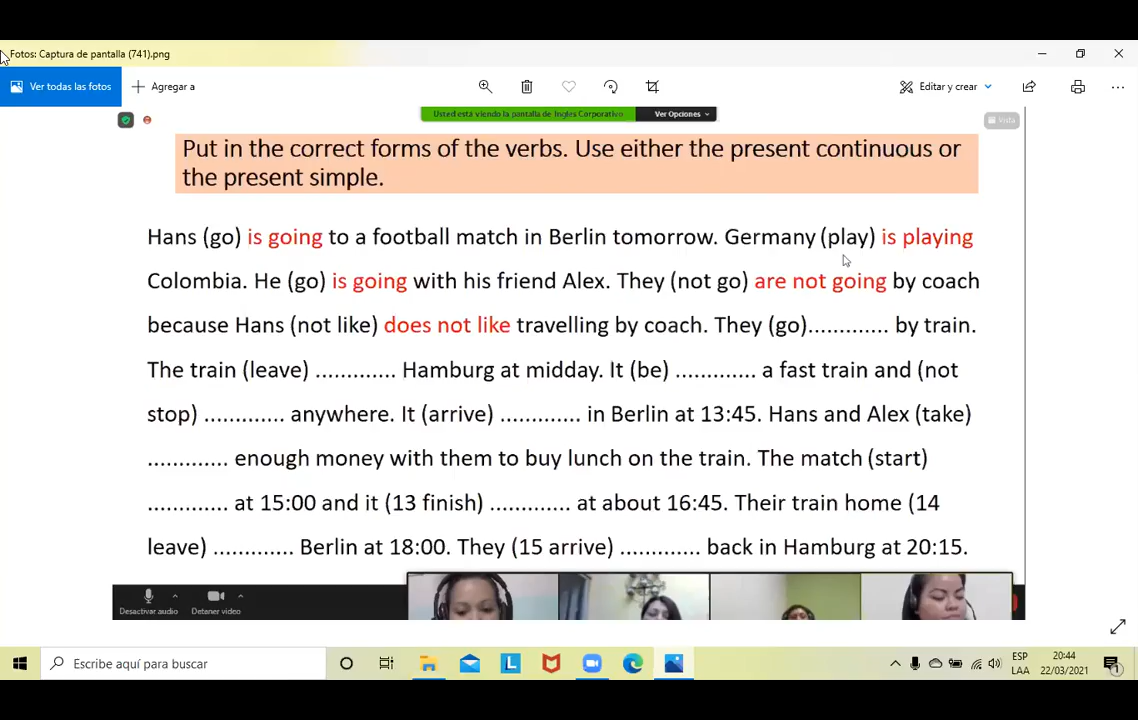 Fotos: Captura de pantalla (741).png
Ver todas las fotos
Agregar a
Editar y crear
Usted está viendo la pantalla de Ingles Corporativo
Ver Opciones
Vista
Put in the correct forms of the verbs. Use either the present continuous or
the present simple.
Hans (go) is going to a football match in Berlin tomorrow. Germany (play) is playing
Colombia. He (go) is going with his friend Alex. They (not go) are not going by coach
because Hans (not like) does not like travelling by coach. They (go)............. by train.
The train (leave) ............. Hamburg at midday. It (be) ............. a fast train and (not
stop) ............. anywhere. It (arrive) ............. in Berlin at 13:45. Hans and Alex (take)
............. enough money with them to buy lunch on the train. The match (start)
............. at 15:00 and it (13 finish) ............. at about 16:45. Their train home (14
leave) ............. Berlin at 18:00. They (15 arrive) ............. back in Hamburg at 20:15.
Desactivar audio
Detener video
Escribe aquí para buscar
ESP
LAA
20:44
22/03/2021